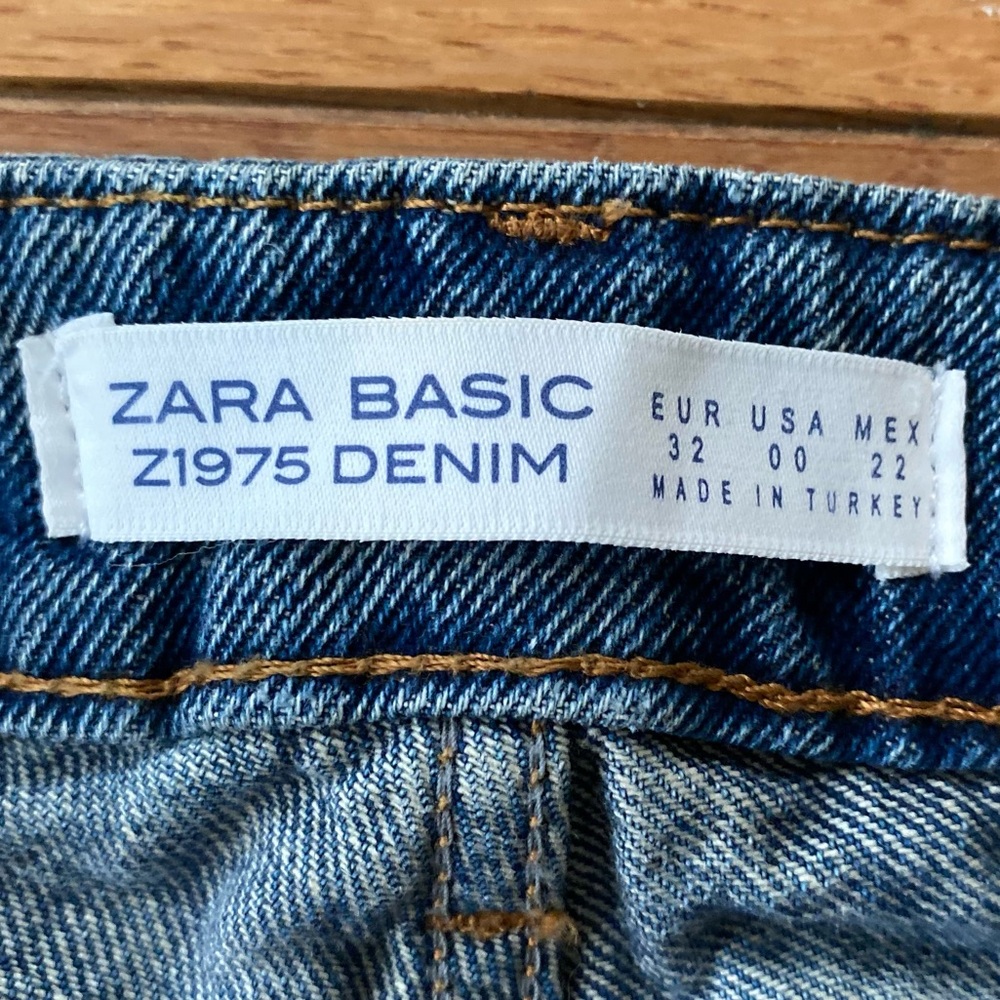 ZARA BASIC
Z1975 DENIM
EUR USA MEX
32 00 22
MADE IN TURKEY